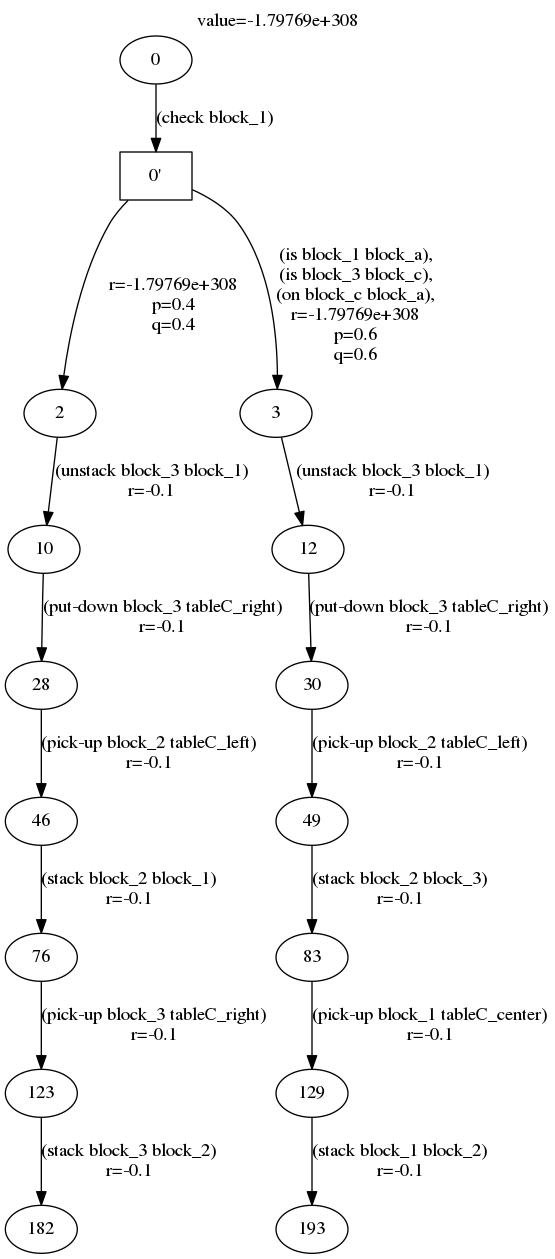 value=-1.79769e+308
0
(check block_1)
0'
r=-1.79769e+308
p=0.4
q=0.4
(is block_1 block_a),
(is block_3 block_c),
(on block_c block_a),
r=-1.79769e+308
p=0.6
q=0.6
2
3
(unstack block_3 block_1)
r=-0.1
(unstack block_3 block_1)
r=-0.1
10
12
(put-down block_3 tableC_right)
r=-0.1
(put-down block_3 tableC_right)
r=-0.1
28
30
(pick-up block_2 tableC_left)
r=-0.1
(pick-up block_2 tableC_left)
r=-0.1
46
49
(stack block_2 block_1)
r=-0.1
(stack block_2 block_3)
r=-0.1
76
83
(pick-up block_3 tableC_right)
r=-0.1
(pick-up block_1 tableC_center)
r=-0.1
123
129
(stack block_3 block_2)
r=-0.1
(stack block_1 block_2)
r=-0.1
182
193